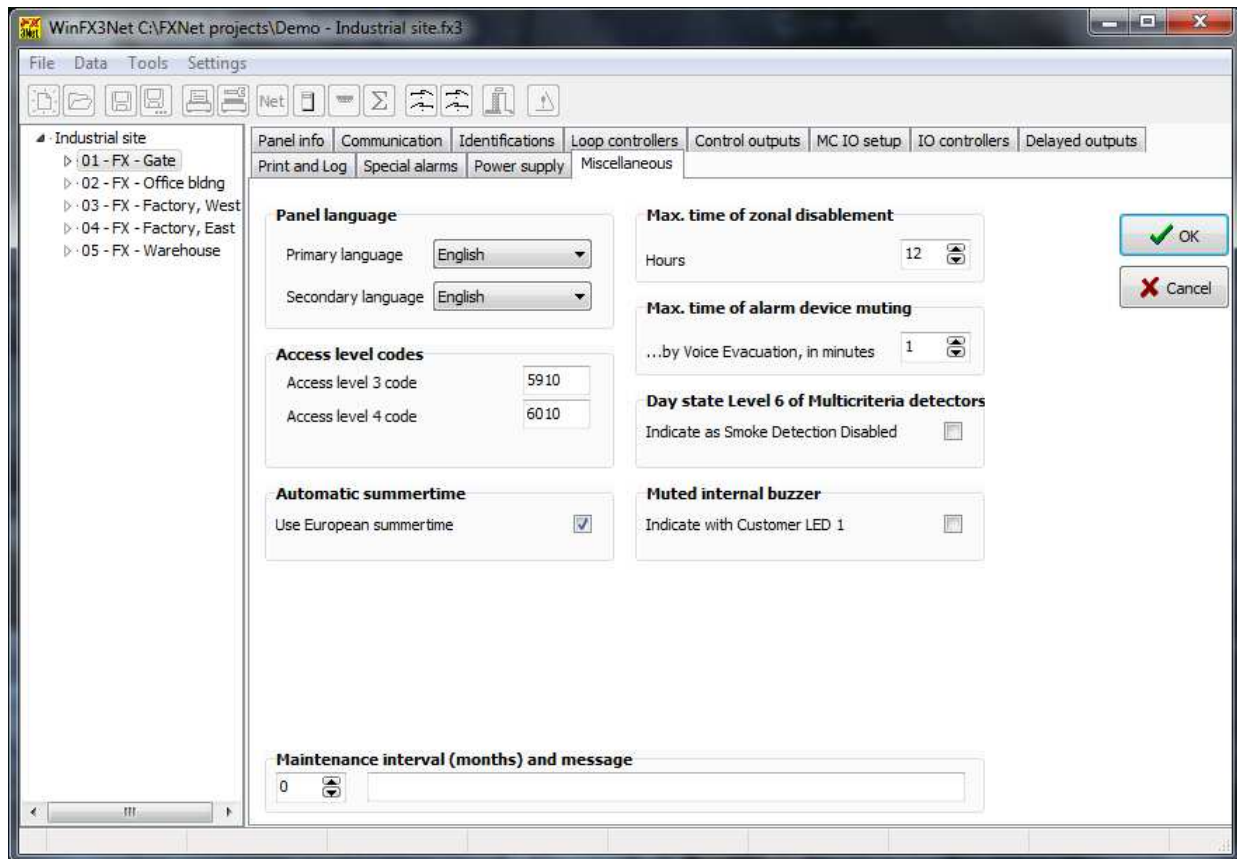 WinFX3Net C:\FXNet projects\Demo - Industrial site.fx3
File Data Tools Settings
Net Σ
Industrial site
01 - FX - Gate
02 - FX - Office bldng
03 - FX - Factory, West
04 - FX - Factory, East
05 - FX - Warehouse
Panel info Communication Identifications Loop controllers Control outputs MC IO setup IO controllers Delayed outputs
Print and Log Special alarms Power supply Miscellaneous
Panel language
Primary language English
Secondary language English
Access level codes
Access level 3 code 5910
Access level 4 code 6010
Automatic summertime
Use European summertime
Max. time of zonal disablement
Hours 12
Max. time of alarm device muting
...by Voice Evacuation, in minutes 1
Day state Level 6 of Multicriteria detectors
Indicate as Smoke Detection Disabled
Muted internal buzzer
Indicate with Customer LED 1
OK
Cancel
Maintenance interval (months) and message
0